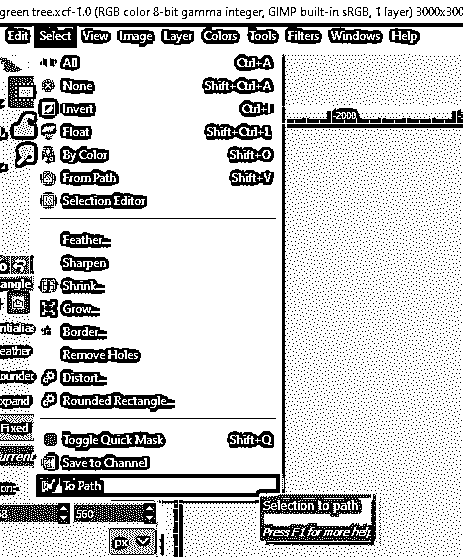 green tree.xcf-1.0 (RGB color 8-bit gamma integer, GIMP built-in sRGB, 1 layer) 3000x300
Edit Select View Image Layer Colors Tools Filters Windows Help
All Ctrl+A
None Shift+Ctrl+A
Invert Ctrl+I
Float Shift+Ctrl+L
By Color Shift+O
From Path Shift+V
Selection Editor
2000
Feather...
Sharpen
Shrink...
Grow...
Border...
Remove Holes
Distort...
Rounded Rectangle...
Toggle Quick Mask Shift+Q
Save to Channel
To Path
angle
eather
xpand
Fixed
urrent
550
px
Selection to path
Press F1 for more help